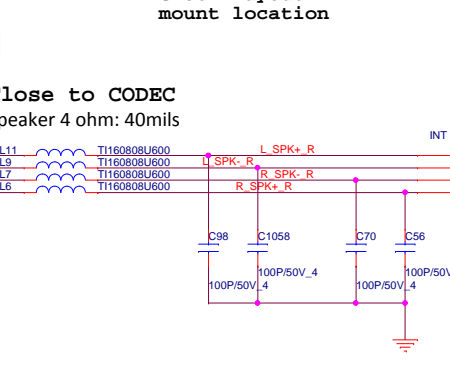 mount location
lose to CODEC
peaker 4 ohm: 40mils
INT
L11 TI160808U600 L_SPK+_R
L9 TI160808U600 L_SPK-_R
L7 TI160808U600 R_SPK-_R
L6 TI160808U600 R_SPK+_R
C98 C1058 C70 C56
100P/50V_4 100P/50V
100P/50V_4 100P/50V_4